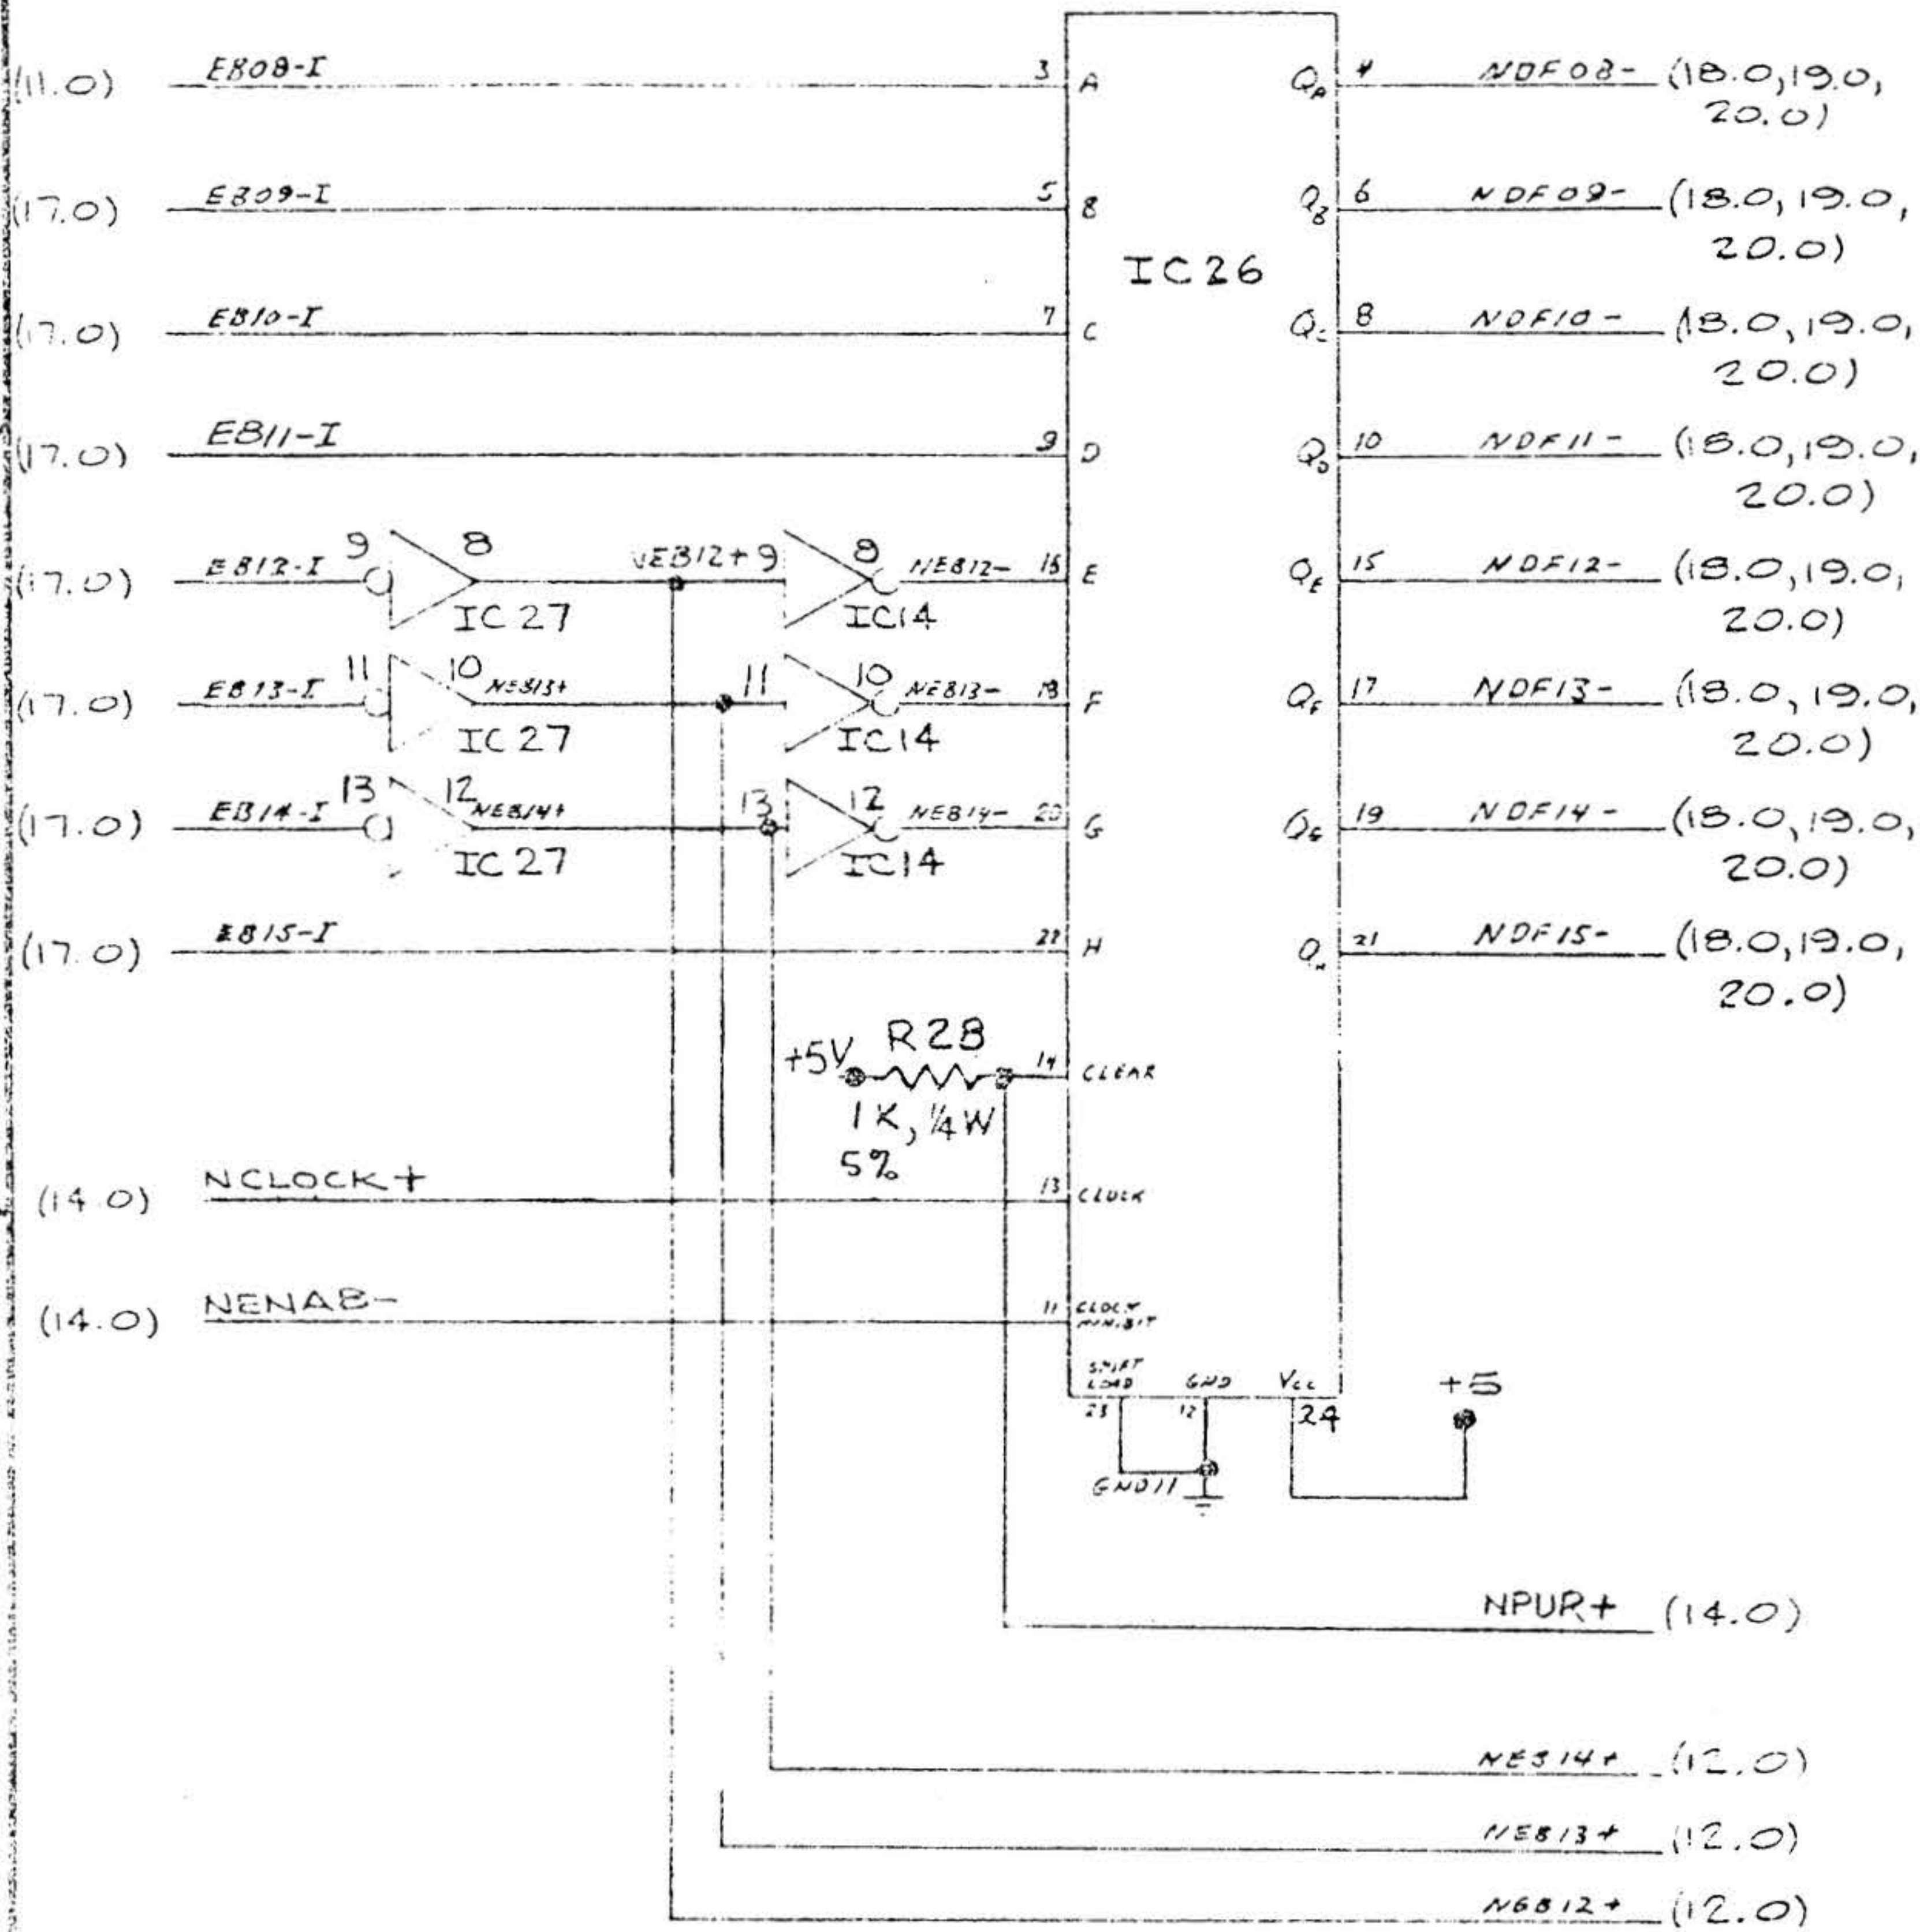 (11.0) EB08-I 3 A QA 4 NDF08- (18.0,19.0,
20.0)
(17.0) EB09-I 5 B QB 6 NDF09- (18.0,19.0,
20.0)
IC26
(17.0) EB10-I 7 C QC 8 NDF10- (18.0,19.0,
20.0)
(17.0) EB11-I 9 D QD 10 NDF11- (18.0,19.0,
20.0)
(17.0) EB12-I 9 8 NEB12+ 9 8 NEB12- 16 E QE 15 NDF12- (18.0,19.0,
IC27 IC14 20.0)
(17.0) EB13-I 11 10 NEB13+ 11 10 NEB13- 18 F QF 17 NDF13- (18.0,19.0,
IC27 IC14 20.0)
(17.0) EB14-I 13 12 NEB14+ 13 12 NEB14- 20 G QG 19 NDF14- (18.0,19.0,
IC27 IC14 20.0)
(17.0) EB15-I 22 H QH 21 NDF15- (18.0,19.0,
20.0)
+5V R28 14 CLEAR
1K, 1/4W
5%
(14.0) NCLOCK+ 13 CLOCK
(14.0) NENAB- 11 CLOCK
INHIBIT
SHIFT
LOAD GND Vcc +5
23 12 24
GND11
NPUR+ (14.0)
NEB14+ (12.0)
NEB13+ (12.0)
NEB12+ (12.0)